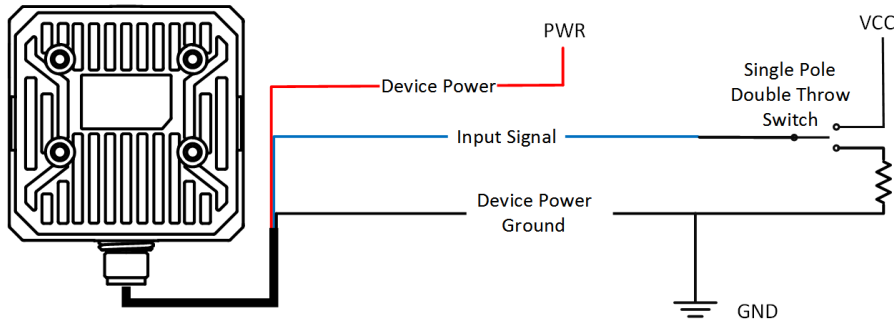 PWR
VCC
Device Power
Single Pole
Double Throw
Switch
Input Signal
Device Power
Ground
GND